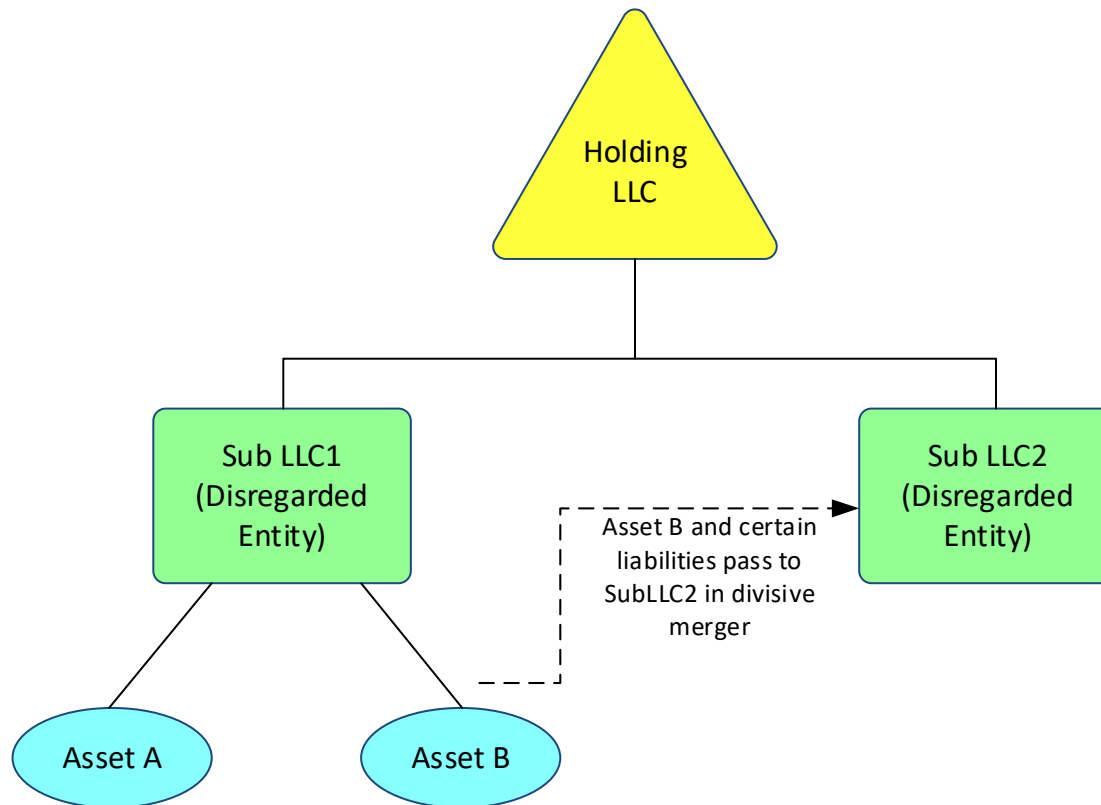 Holding
LLC
Sub LLC1
(Disregarded
Entity)
Sub LLC2
(Disregarded
Entity)
Asset B and certain
liabilities pass to
SubLLC2 in divisive
merger
Asset A
Asset B